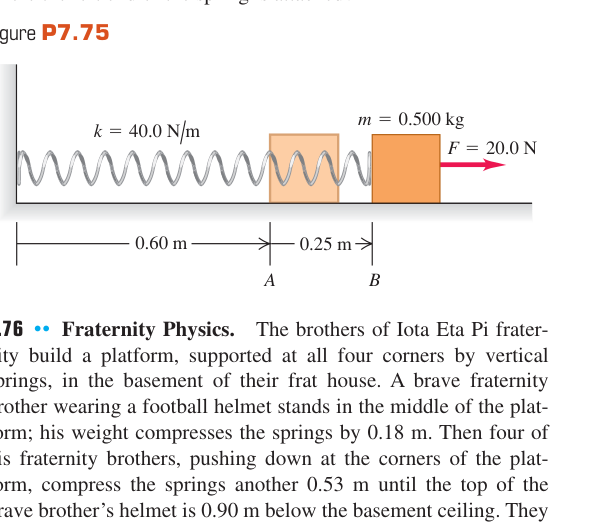 gure P7.75
k = 40.0 N/m
m = 0.500 kg
F = 20.0 N
0.60 m
0.25 m
A
B
.76 •• Fraternity Physics. The brothers of Iota Eta Pi frater-
ity build a platform, supported at all four corners by vertical
prings, in the basement of their frat house. A brave fraternity
rother wearing a football helmet stands in the middle of the plat-
orm; his weight compresses the springs by 0.18 m. Then four of
is fraternity brothers, pushing down at the corners of the plat-
orm, compress the springs another 0.53 m until the top of the
rave brother's helmet is 0.90 m below the basement ceiling. They